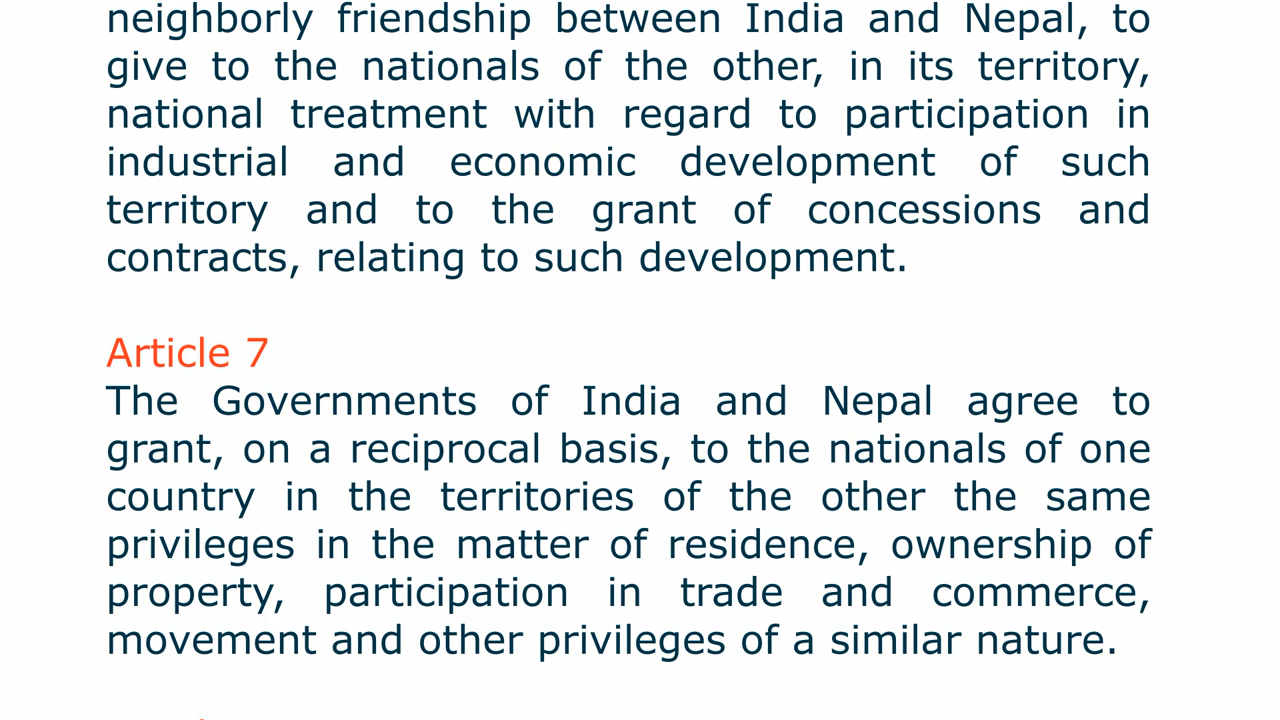 neighborly friendship between India and Nepal, to
give to the nationals of the other, in its territory,
national treatment with regard to participation in
industrial and economic development of such
territory and to the grant of concessions and
contracts, relating to such development.
Article 7
The Governments of India and Nepal agree to
grant, on a reciprocal basis, to the nationals of one
country in the territories of the other the same
privileges in the matter of residence, ownership of
property, participation in trade and commerce,
movement and other privileges of a similar nature.